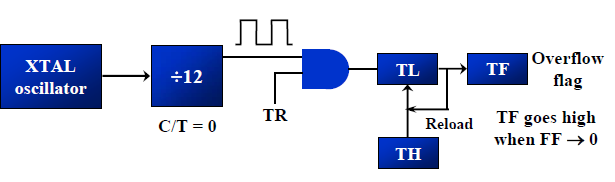 XTAL
oscillator
÷12
C/T = 0
TR
TL
TF
Overflow
flag
Reload
TH
TF goes high
when FF → 0